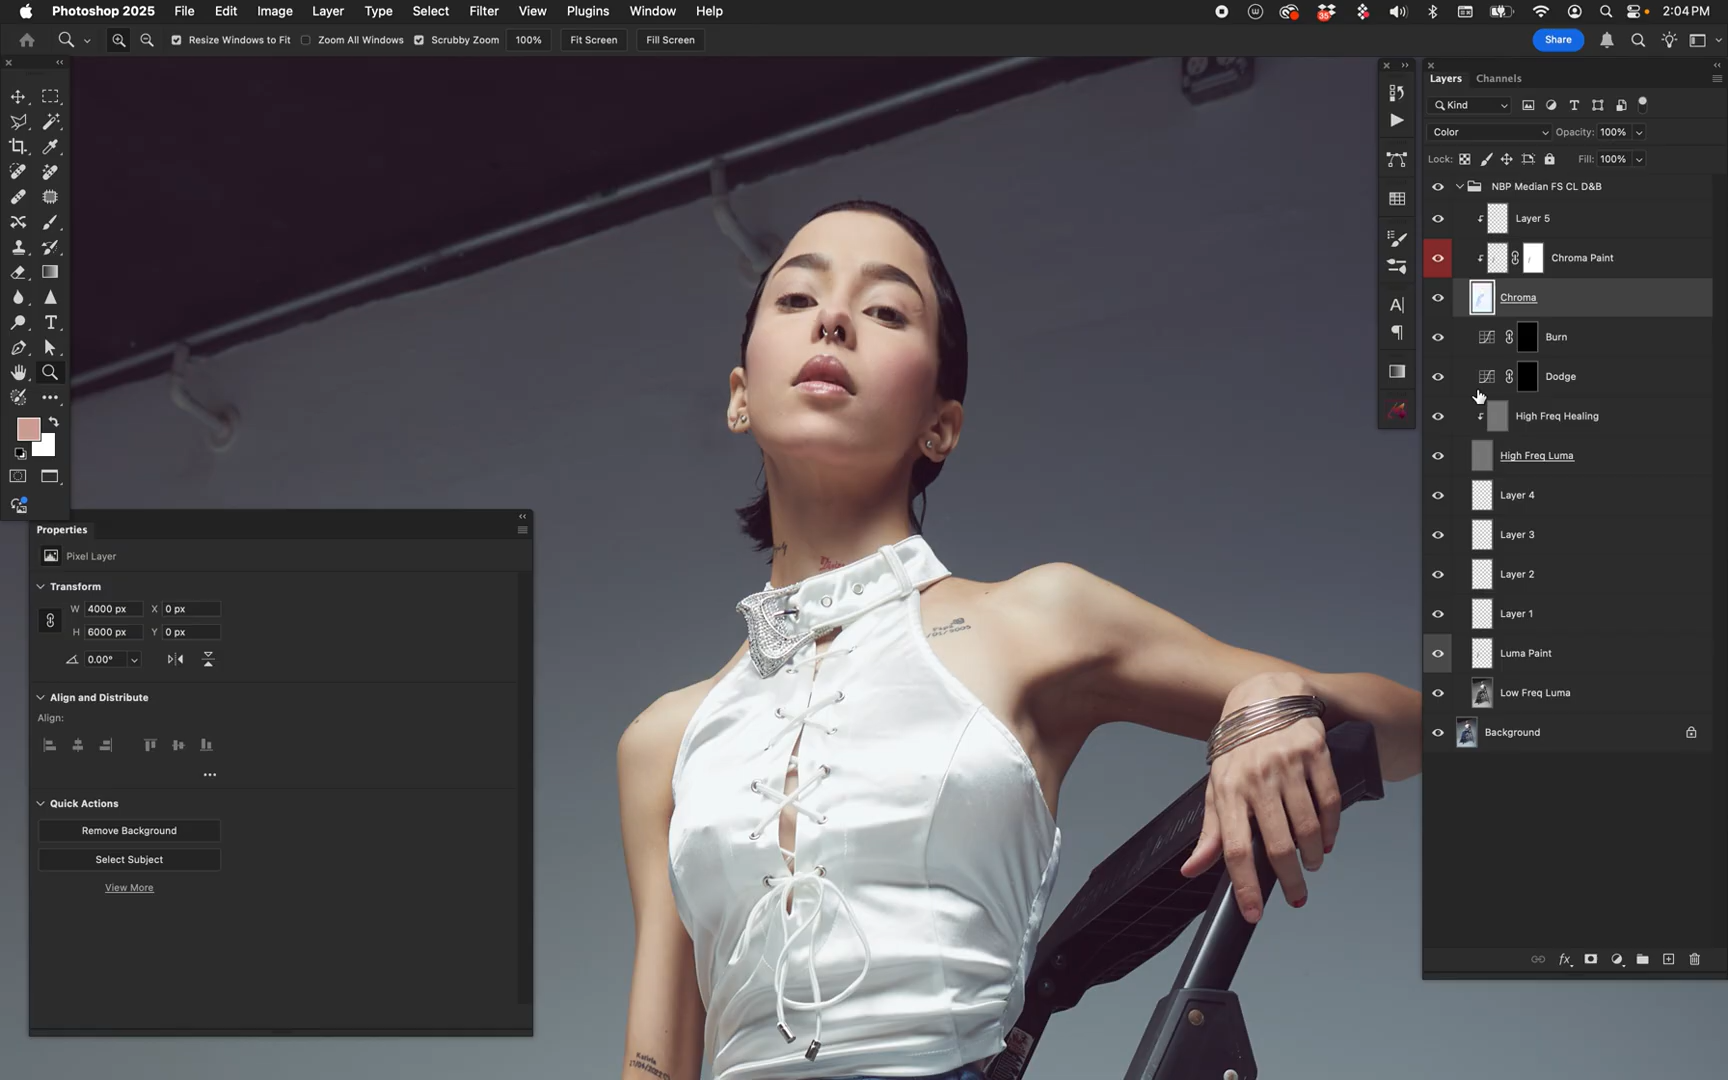 Photoshop 2025 File Edit Image Layer Type Select Filter View Plugins Window Help 35 2:04 PM
Resize Windows to Fit Zoom All Windows Scrubby Zoom 100% Fit Screen Fill Screen Share
Layers Channels
Kind
Color Opacity: 100%
Lock: Fill: 100%
NBP Median FS CL D&B
Layer 5
Chroma Paint
Chroma
Burn
Dodge
High Freq Healing
High Freq Luma
Layer 4
Layer 3
Layer 2
Layer 1
Luma Paint
Low Freq Luma
Background
Properties
Pixel Layer
Transform
W 4000 px X 0 px
H 6000 px Y 0 px
0.00°
Align and Distribute
Align:
Quick Actions
Remove Background
Select Subject
View More